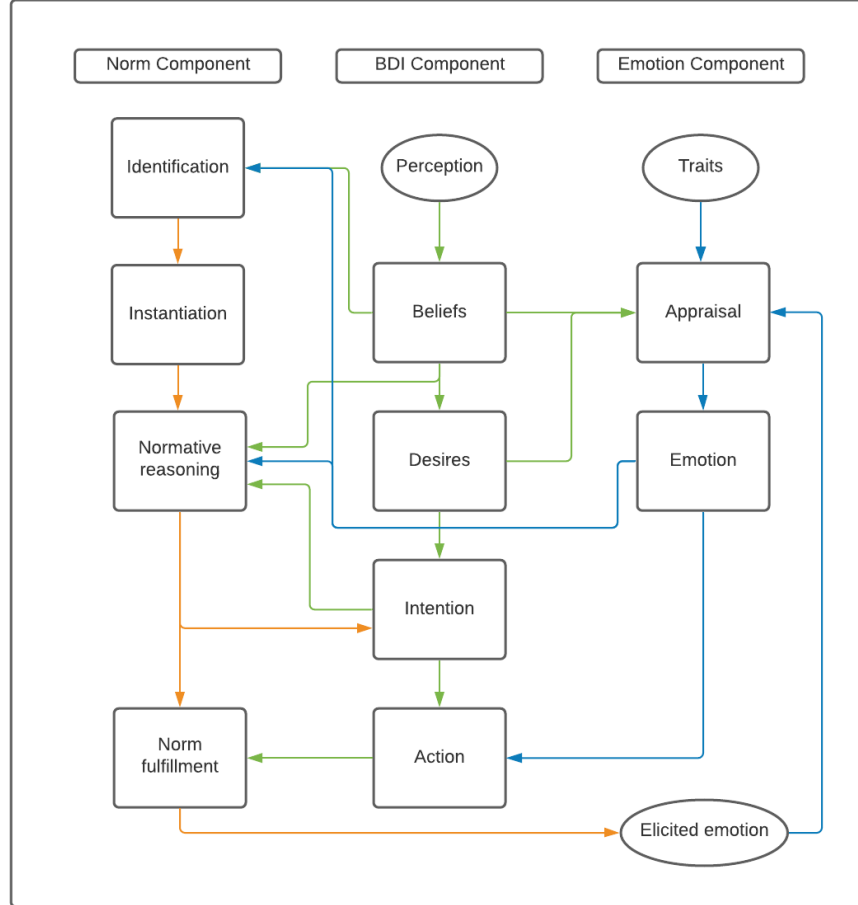 Norm Component
BDI Component
Emotion Component
Identification
Perception
Traits
Instantiation
Beliefs
Appraisal
Normative
reasoning
Desires
Emotion
Intention
Norm
fulfillment
Action
Elicited emotion